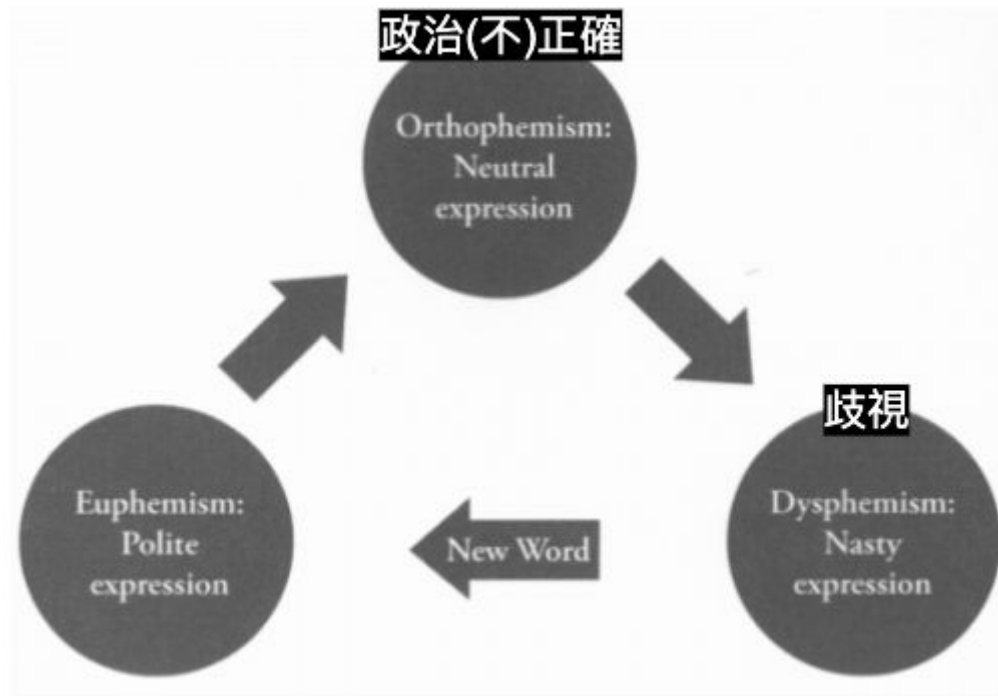 政治(不)正確
Orthophemism:
Neutral
expression
歧視
Euphemism:
Polite
expression
New Word
Dysphemism:
Nasty
expression